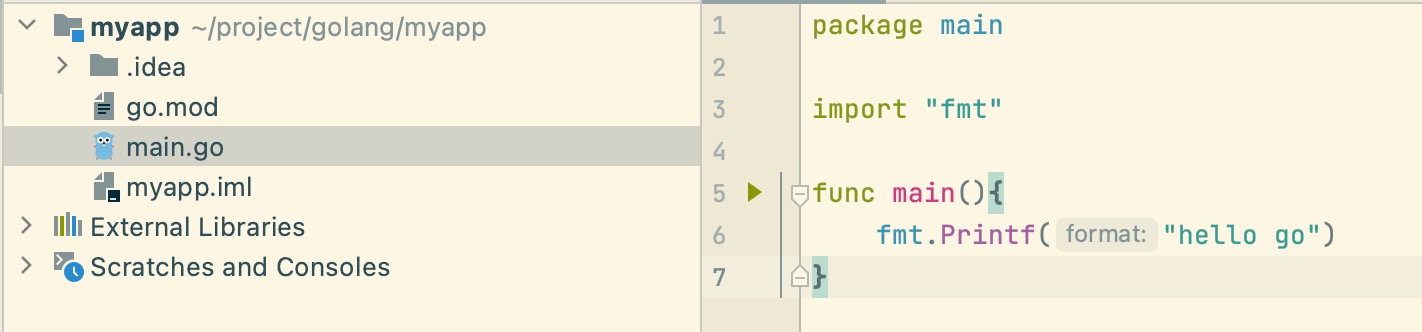 myapp ~/project/golang/myapp
.idea
go.mod
main.go
myapp.iml
External Libraries
Scratches and Consoles
1 package main
2
3 import "fmt"
4
5 func main(){
6 fmt.Printf( format: "hello go")
7 }